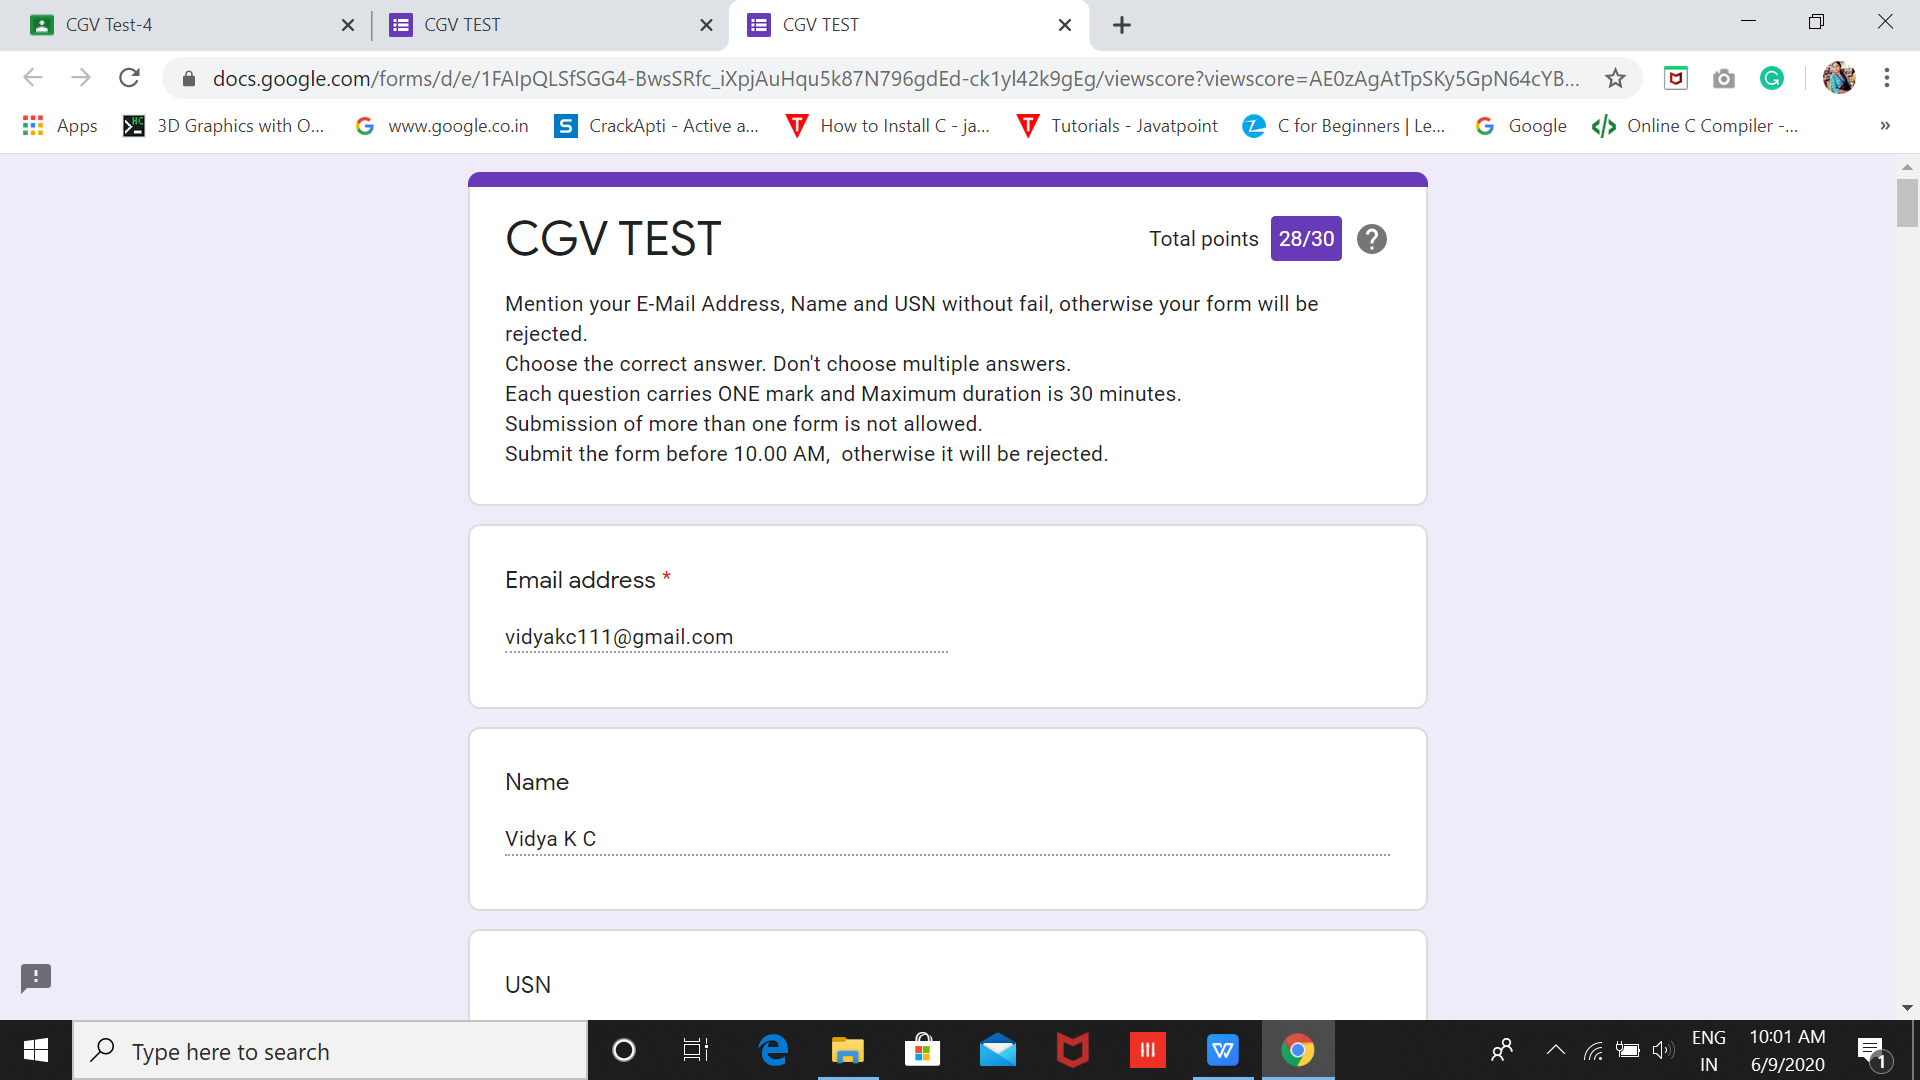 CGV Test-4
CGV TEST
CGV TEST
docs.google.com/forms/d/e/1FAIpQLSfSGG4-BwsSRfc_iXpjAuHqu5k87N796gdEd-ck1yl42k9gEg/viewscore?viewscore=AE0zAgAtTpSKy5GpN64cYB...
Apps
3D Graphics with O...
www.google.co.in
CrackApti - Active a...
How to Install C - ja...
Tutorials - Javatpoint
C for Beginners | Le...
Google
Online C Compiler -...
»
CGV TEST
Total points 28/30
Mention your E-Mail Address, Name and USN without fail, otherwise your form will be
rejected.
Choose the correct answer. Don't choose multiple answers.
Each question carries ONE mark and Maximum duration is 30 minutes.
Submission of more than one form is not allowed.
Submit the form before 10.00 AM,  otherwise it will be rejected.
Email address *
vidyakc111@gmail.com
Name
Vidya K C
USN
Type here to search
ENG
IN
10:01 AM
6/9/2020
1